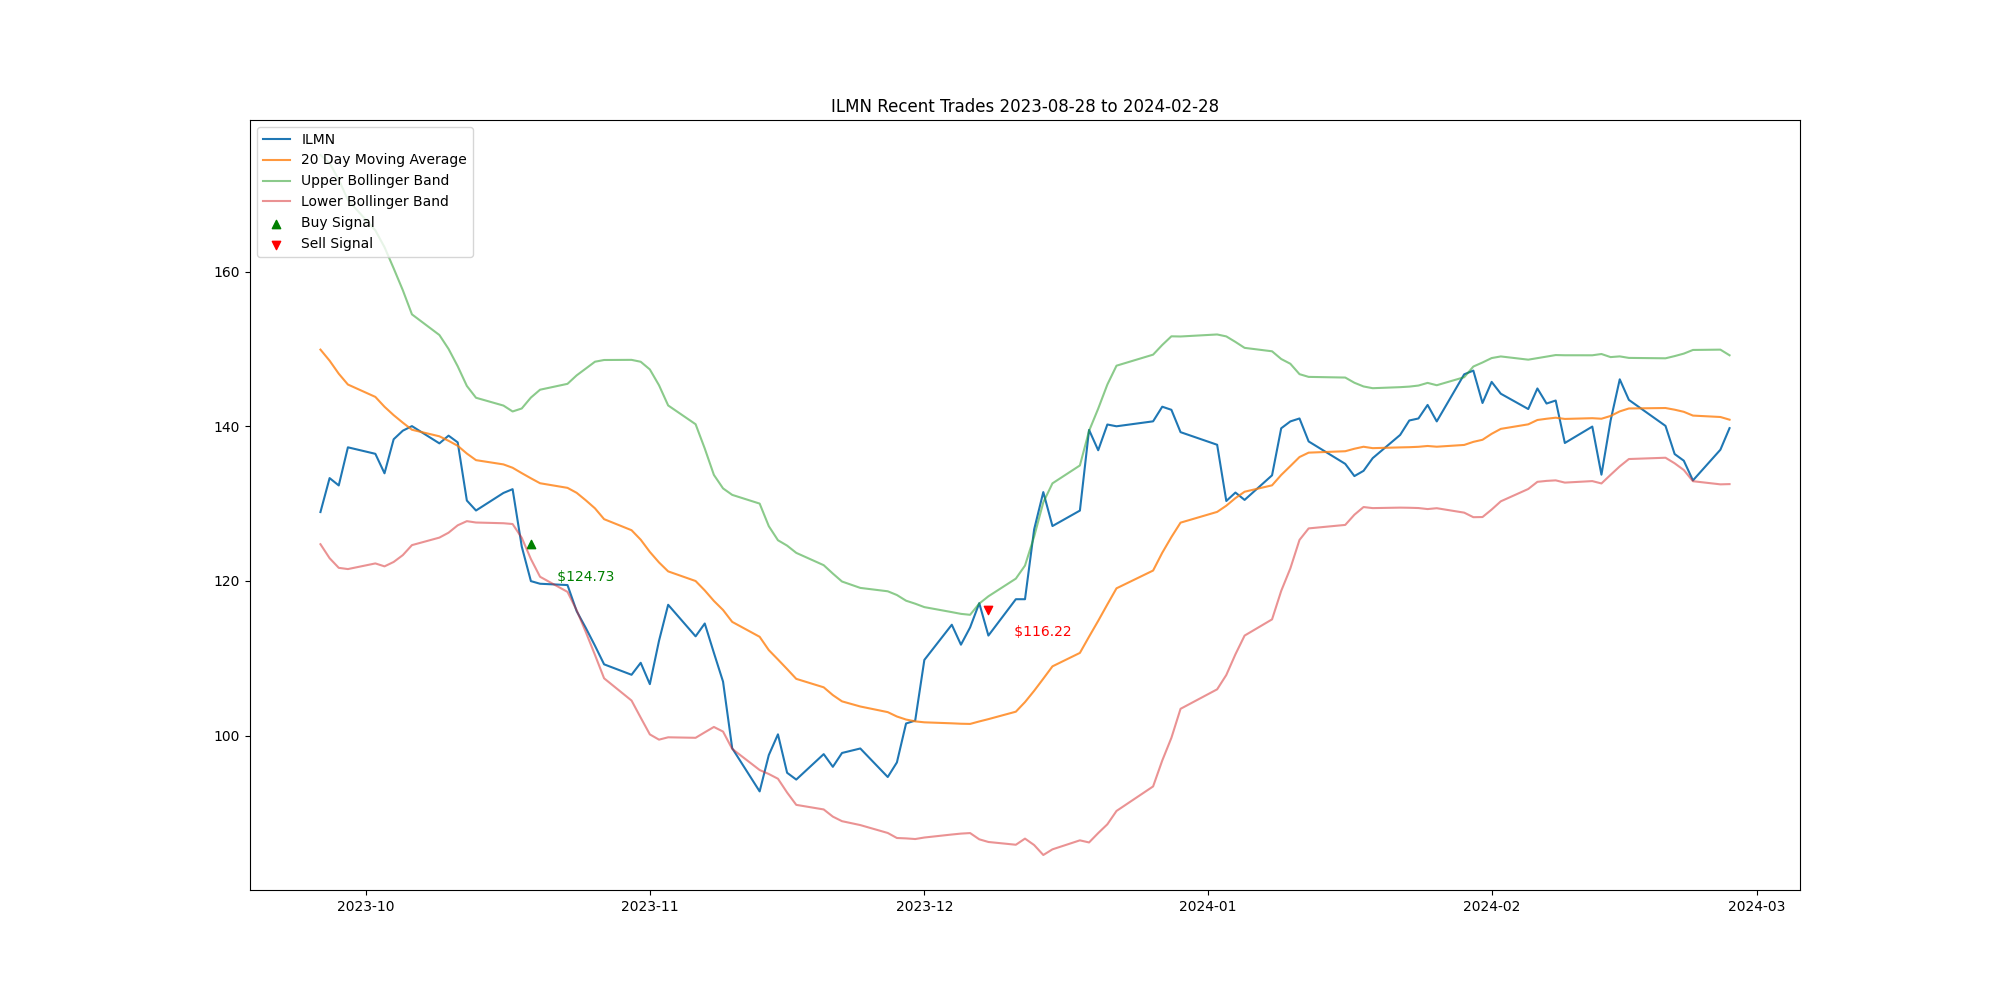 ILMN Recent Trades 2023-08-28 to 2024-02-28
ILMN
20 Day Moving Average
Upper Bollinger Band
Lower Bollinger Band
Buy Signal
Sell Signal
160
140
120
100
$124.73
$116.22
2023-10
2023-11
2023-12
2024-01
2024-02
2024-03